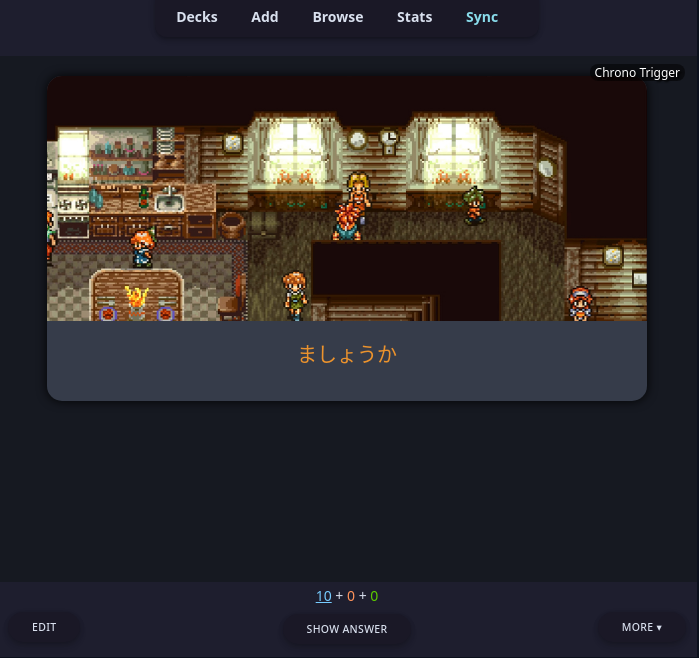 Decks Add Browse Stats Sync
Chrono Trigger
ましょうか
10 + 0 + 0
EDIT SHOW ANSWER MORE ▾